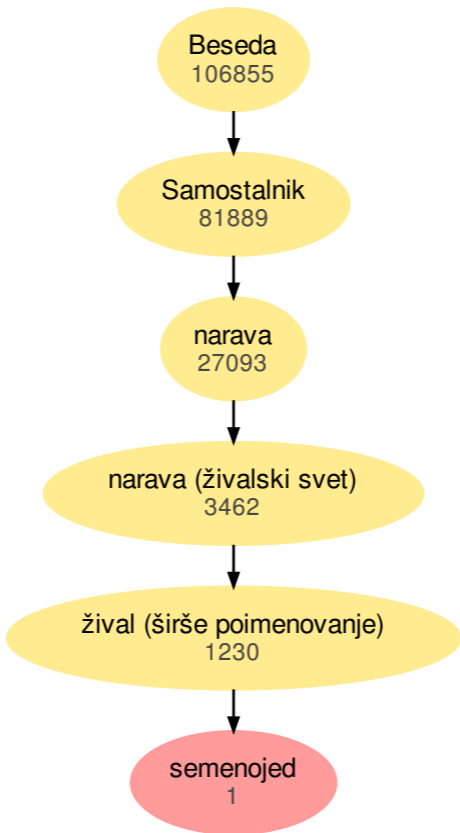 Beseda
106855
Samostalnik
81889
narava
27093
narava (živalski svet)
3462
žival (širše poimenovanje)
1230
semenojed
1